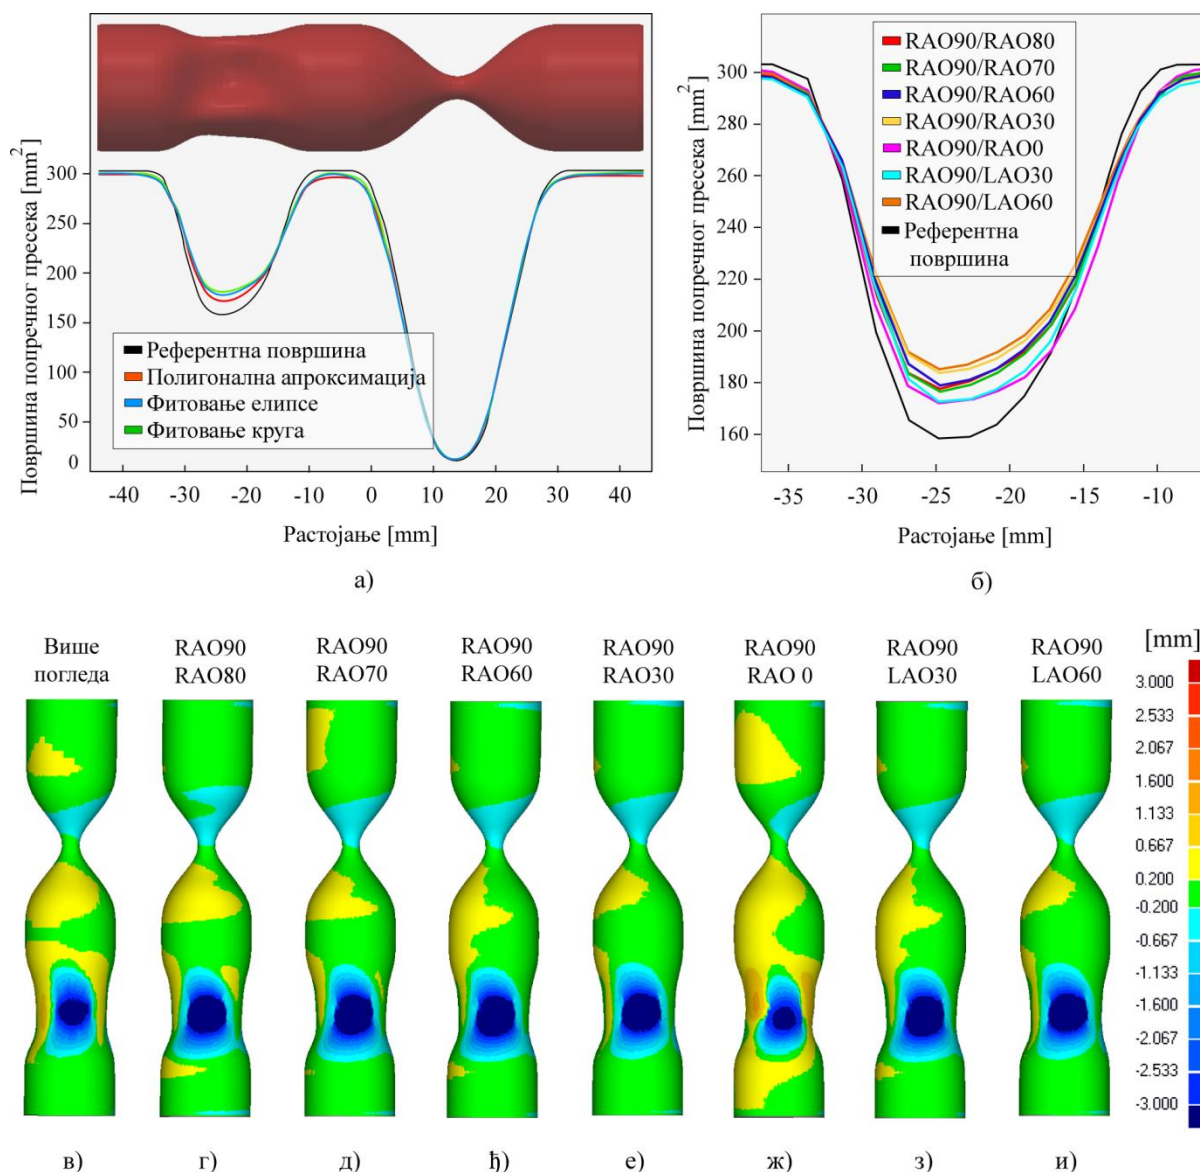 Површина попречног пресека [mm²]
300
250
200
150
100
50
0
Референтна површина
Полигонална апроксимација
Фитовање елипсе
Фитовање круга
-40
-30
-20
-10
0
10
20
30
40
Растојање [mm]
а)
Површина попречног пресека [mm²]
300
280
260
240
220
200
180
160
RAO90/RAO80
RAO90/RAO70
RAO90/RAO60
RAO90/RAO30
RAO90/RAO0
RAO90/LAO30
RAO90/LAO60
Референтна
површина
-35
-30
-25
-20
-15
-10
Растојање [mm]
б)
Више
погледа
RAO90
RAO80
RAO90
RAO70
RAO90
RAO60
RAO90
RAO30
RAO90
RAO 0
RAO90
LAO30
RAO90
LAO60
[mm]
3.000
2.533
2.067
1.600
1.133
0.667
0.200
-0.200
-0.667
-1.133
-1.600
-2.067
-2.533
-3.000
в)
г)
д)
ђ)
е)
ж)
з)
и)